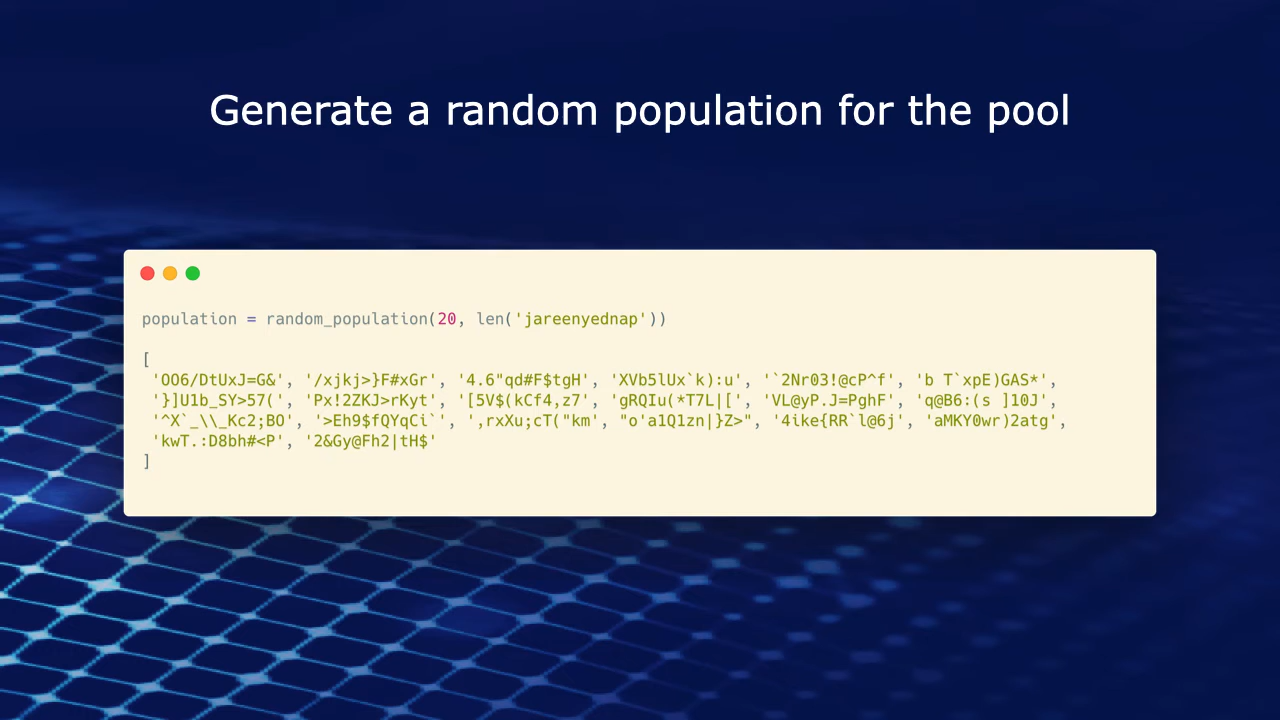 Generate a random population for the pool
population = random_population(20, len('jareenyednap'))
[
'OO6/DtUxJ=G&', '/xjkj>}F#xGr', '4.6"qd#F$tgH', 'XVb5lUx`k):u', '`2Nr03!@cP^f', 'b T`xpE)GAS*',
'}]U1b_SY>57(', 'Px!2ZKJ>rKyt', '[5V$(kCf4,z7', 'gRQIu(*T7L|[', 'VL@yP.J=PghF', 'q@B6:(s ]10J',
'^X`_\\_Kc2;BO', '>Eh9$fQYqCi`', ',rxXu;cT("km', "o'a1Q1zn|}Z>", '4ike{RR`l@6j', 'aMKY0wr)2atg',
'kwT.:D8bh#<P', '2&Gy@Fh2|tH$'
]